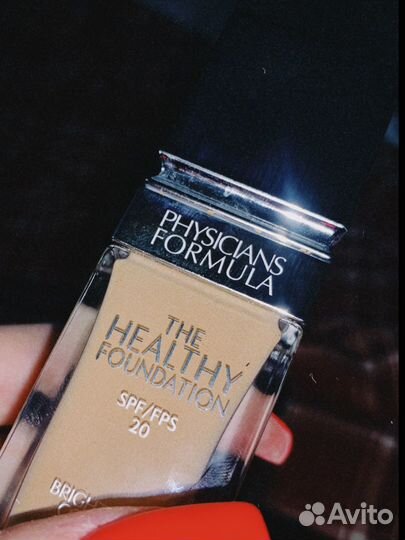 PHYSICIANS
FORMULA
THE
HEALTHY
FOUNDATION
SPF/FPS
20
Avito